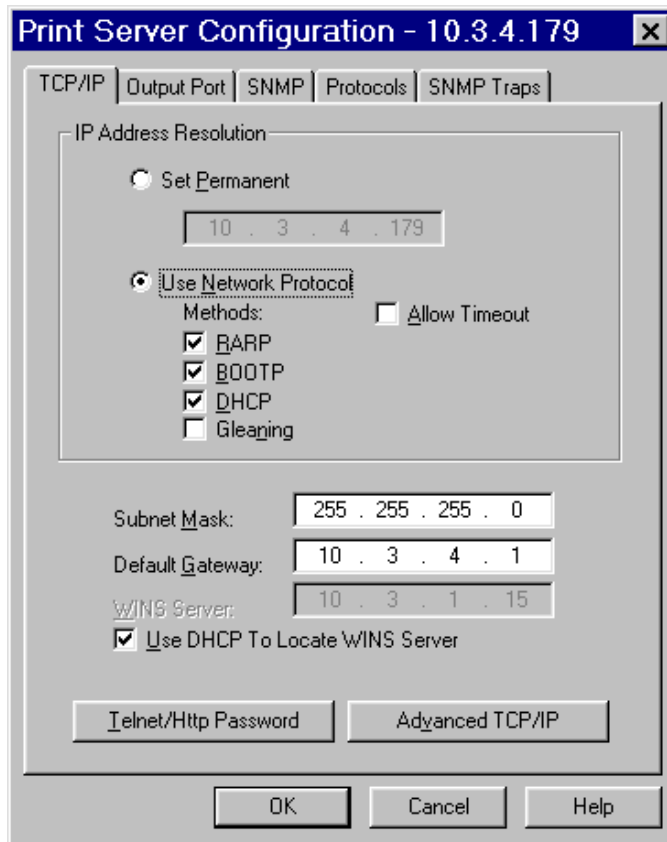 Print Server Configuration - 10.3.4.179
TCP/IP Output Port SNMP Protocols SNMP Traps
IP Address Resolution
Set Permanent
10 . 3 . 4 . 179
Use Network Protocol
Methods: Allow Timeout
RARP
BOOTP
DHCP
Gleaning
Subnet Mask: 255 . 255 . 255 . 0
Default Gateway: 10 . 3 . 4 . 1
WINS Server: 10 . 3 . 1 . 15
Use DHCP To Locate WINS Server
Telnet/Http Password Advanced TCP/IP
OK Cancel Help